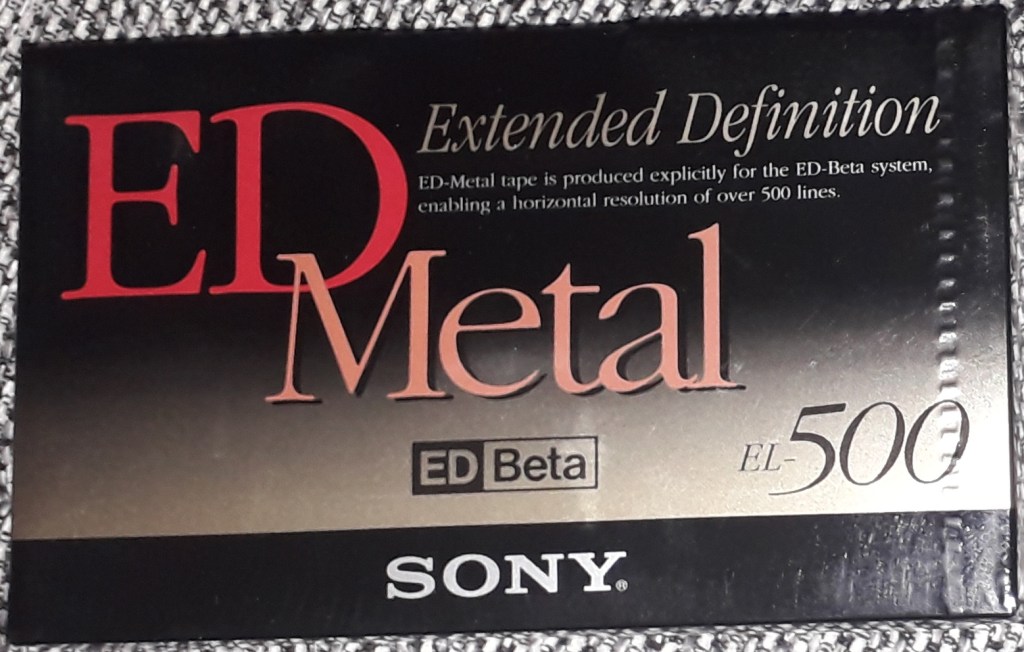 ED
Extended Definition
ED-Metal tape is produced explicitly for the ED-Beta system,
enabling a horizontal resolution of over 500 lines.
Metal
ED Beta
EL-500
SONY®